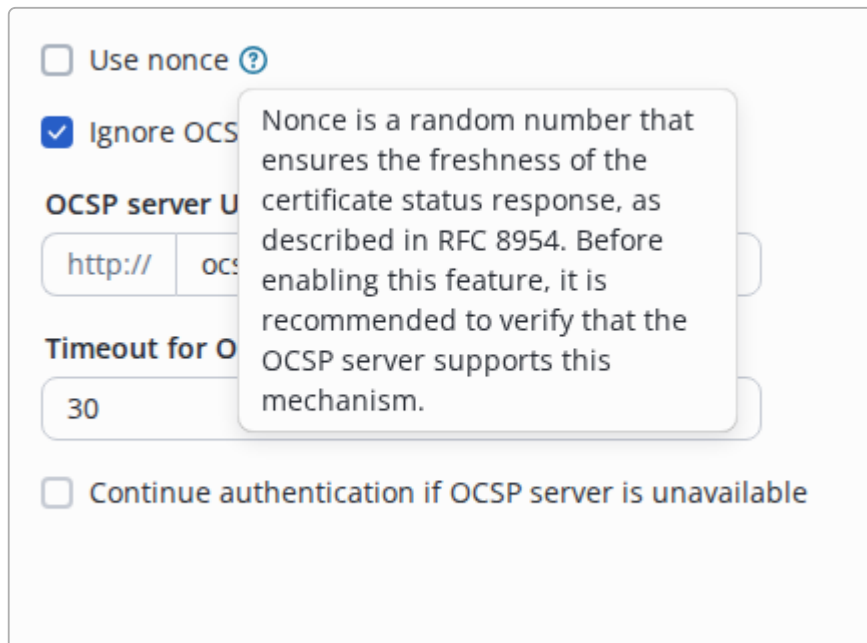 Use nonce
Ignore OCS
Nonce is a random number that
ensures the freshness of the
certificate status response, as
described in RFC 8954. Before
enabling this feature, it is
recommended to verify that the
OCSP server supports this
mechanism.
OCSP server U
http:// ocs
Timeout for O
30
Continue authentication if OCSP server is unavailable